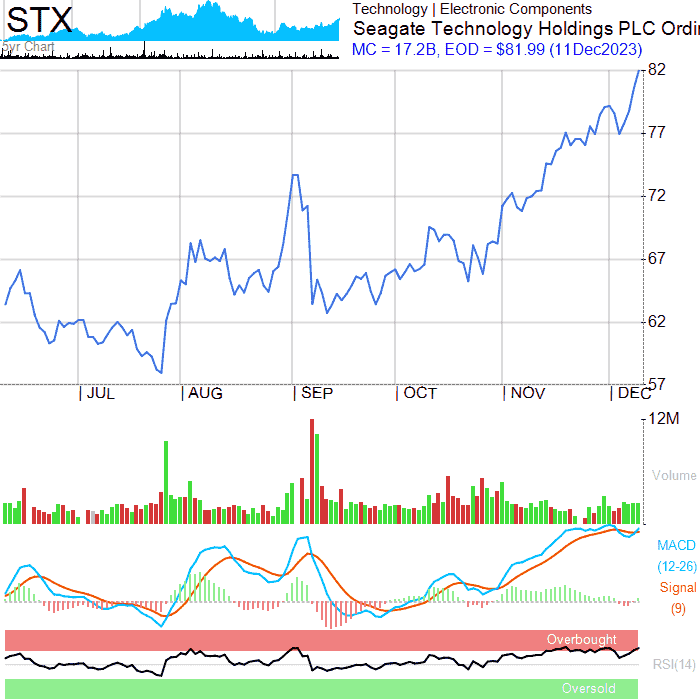 STX
5yr Chart
Technology | Electronic Components
Seagate Technology Holdings PLC Ordi
MC = 17.2B, EOD = $81.99 (11Dec2023)
82
77
72
67
62
57
JUL
AUG
SEP
OCT
NOV
DEC
12M
Volume
MACD
(12-26)
Signal
(9)
Overbought
RSI(14)
Oversold